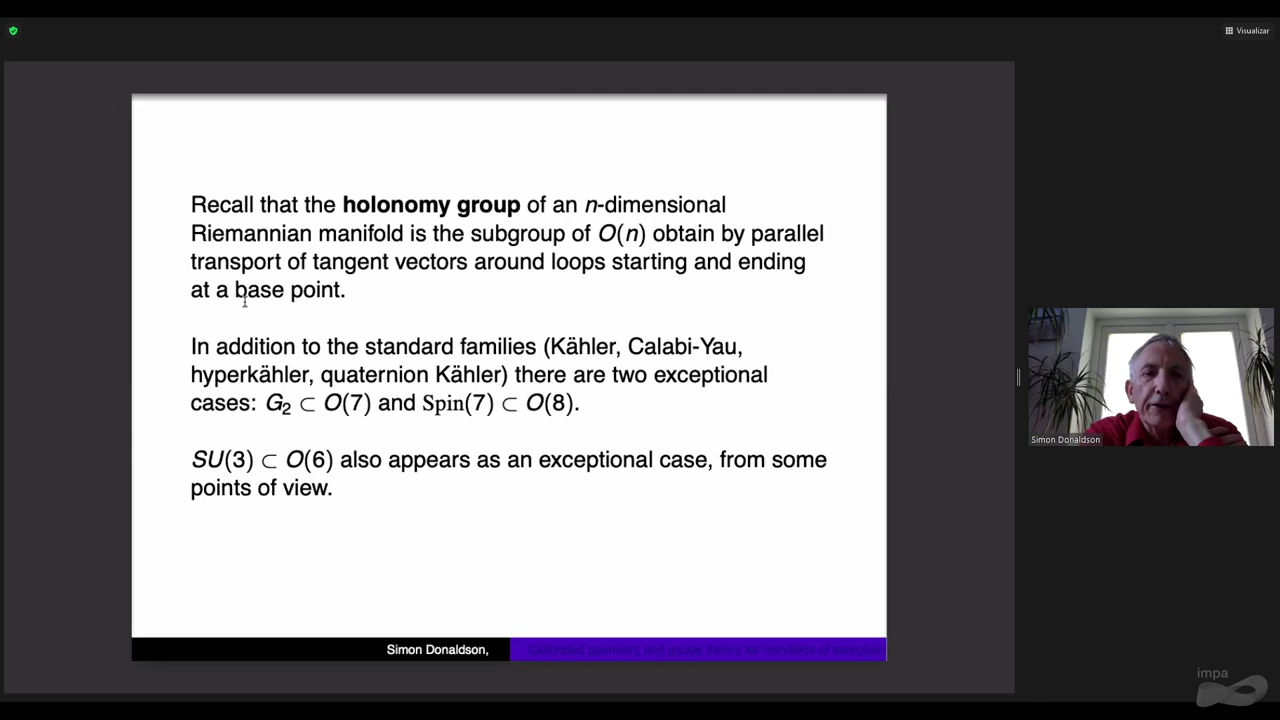 Visualizar
Recall that the holonomy group of an n-dimensional
Riemannian manifold is the subgroup of O(n) obtain by parallel
transport of tangent vectors around loops starting and ending
at a base point.
In addition to the standard families (Kähler, Calabi-Yau,
hyperkähler, quaternion Kähler) there are two exceptional
cases: G₂ ⊂ O(7) and Spin(7) ⊂ O(8).
SU(3) ⊂ O(6) also appears as an exceptional case, from some
points of view.
Simon Donaldson,
Calibrated geometry and gauge theory for manifolds of exception
Simon Donaldson
impa